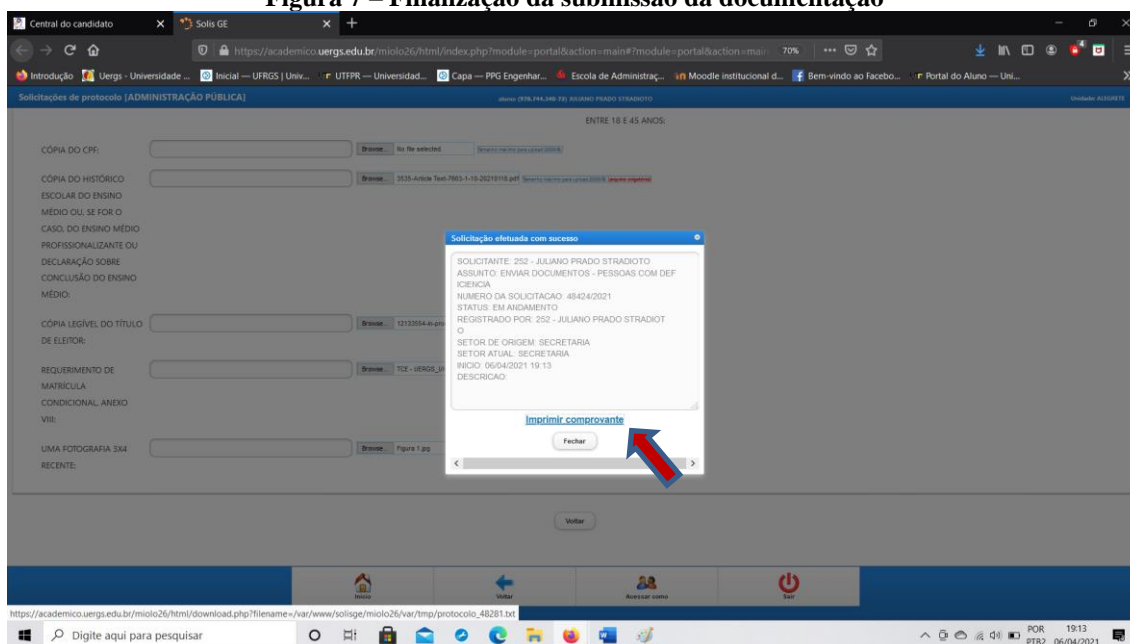 Figura 7 – Finalização da submissão da documentação
Central do candidato
Solis GE
https://academico.uergs.edu.br/miolo26/html/index.php?module=portal&action=main#?module=portal&action=main
70%
Introdução
Uergs - Universidade ...
Inicial — UFRGS | Univ...
UTFPR — Universidad...
Capa — PPG Engenhar...
Escola de Administraç...
Moodle institucional d...
Bem-vindo ao Facebo...
Portal do Aluno — Uni...
Solicitações de protocolo [ADMINISTRAÇÃO PÚBLICA]
JULIANO PRADO STRADIOTO
Unidade: ALEGRETE
ENTRE 18 E 45 ANOS:
CÓPIA DO CPF:
Browse... No file selected.
CÓPIA DO HISTÓRICO
ESCOLAR DO ENSINO
MÉDIO OU, SE FOR O
CASO, DO ENSINO MÉDIO
PROFISSIONALIZANTE OU
DECLARAÇÃO SOBRE
CONCLUSÃO DO ENSINO
MÉDIO:
Browse... 3535-Article Text-7663-1-10-20210115.pdf
Solicitação efetuada com sucesso
SOLICITANTE: 252 - JULIANO PRADO STRADIOTO
ASSUNTO: ENVIAR DOCUMENTOS - PESSOAS COM DEF
ICIENCIA
NUMERO DA SOLICITACAO: 48424/2021
STATUS: EM ANDAMENTO
REGISTRADO POR: 252 - JULIANO PRADO STRADIOT
O
SETOR DE ORIGEM: SECRETARIA
SETOR ATUAL: SECRETARIA
INICIO: 06/04/2021 19:13
DESCRICAO:
Imprimir comprovante
Fechar
CÓPIA LEGÍVEL DO TÍTULO
DE ELEITOR:
Browse...
REQUERIMENTO DE
MATRÍCULA
CONDICIONAL, ANEXO
VIII:
Browse... TCE - UERGS_U
UMA FOTOGRAFIA 3X4
RECENTE:
Browse... Figura 1.jpg
Voltar
Início
Voltar
Acessar como
Sair
https://academico.uergs.edu.br/miolo26/html/download.php?filename=/var/www/solisge/miolo26/var/tmp/protocolo_48281.txt
Digite aqui para pesquisar
POR
PTB2
19:13
06/04/2021